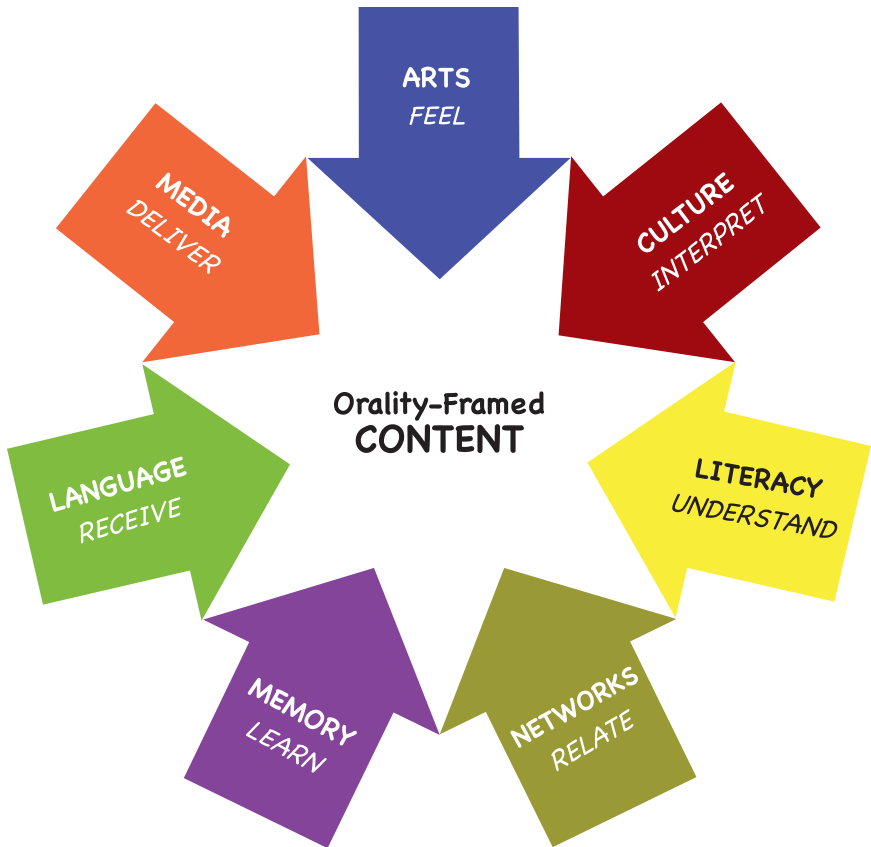 ARTS
FEEL
CULTURE
INTERPRET
LITERACY
UNDERSTAND
NETWORKS
RELATE
MEMORY
LEARN
LANGUAGE
RECEIVE
MEDIA
DELIVER
Orality-Framed
CONTENT